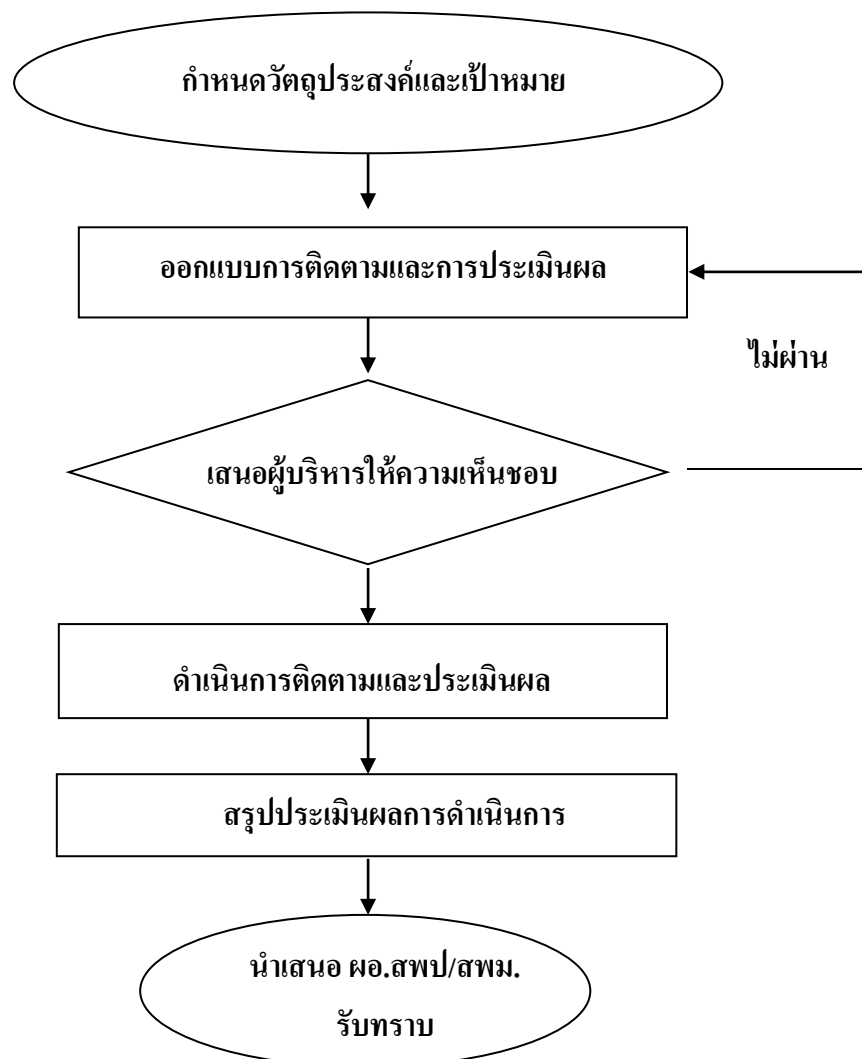 กำหนดวัตถุประสงค์และเป้าหมาย
ออกแบบการติดตามและการประเมินผล
ไม่ผ่าน
เสนอผู้บริหารให้ความเห็นชอบ
ดำเนินการติดตามและประเมินผล
สรุปประเมินผลการดำเนินการ
นำเสนอ ผอ.สพป/สพม.
รับทราบ